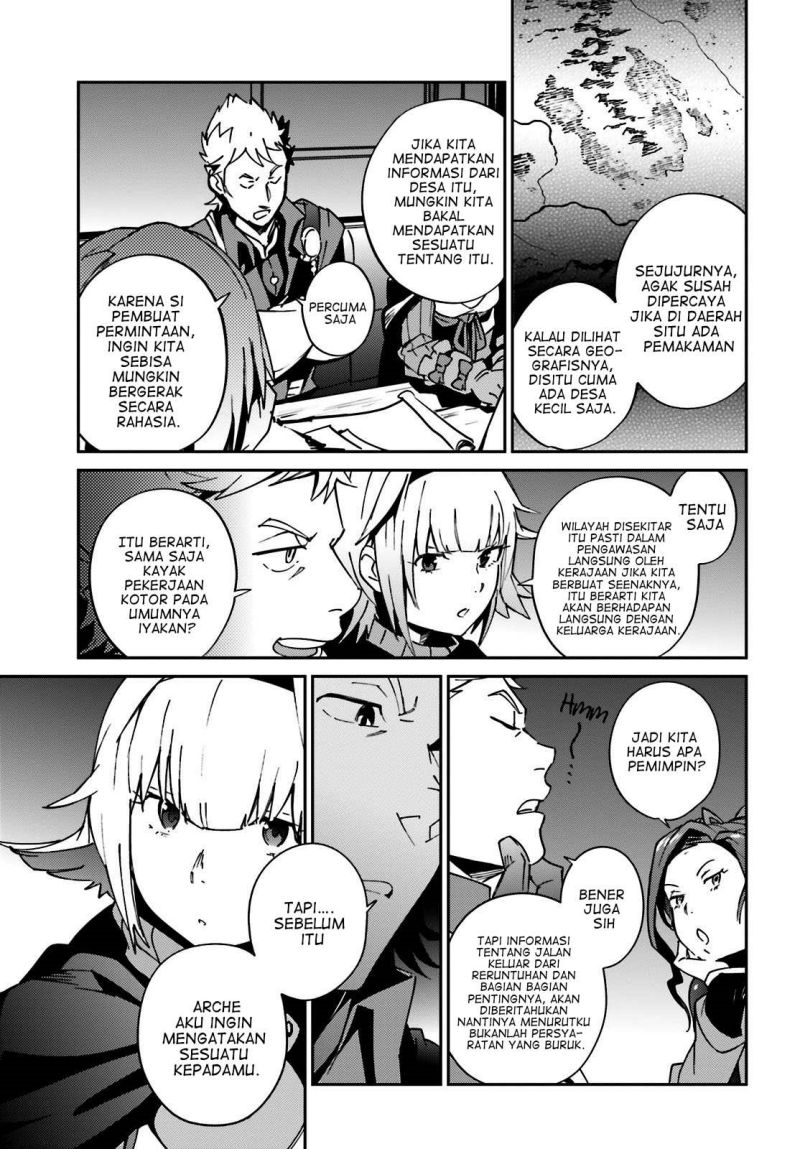 SEJUJURNYA,
AGAK SUSAH
DIPERCAYA
JIKA DI DAERAH
SITU ADA
PEMAKAMAN
KALAU DILIHAT
SECARA GEO-
GRAFISNYA,
DISITU CUMA
ADA DESA
KECIL SAJA.
JIKA KITA
MENDAPATKAN
INFORMASI DARI
DESA ITU,
MUNGKIN KITA
BAKAL
MENDAPATKAN
SESUATU
TENTANG ITU.
PERCUMA
SAJA
KARENA SI
PEMBUAT
PERMINTAAN,
INGIN KITA
SEBISA
MUNGKIN
BERGERAK
SECARA
RAHASIA.
TENTU
SAJA
WILAYAH DISEKITAR
ITU PASTI DALAM
PENGAWASAN
LANGSUNG OLEH
KERAJAAN JIKA KITA
BERBUAT SEENAKNYA,
ITU BERARTI KITA
AKAN BERHADAPAN
LANGSUNG DENGAN
KELUARGA KERAJAAN.
ITU BERARTI,
SAMA SAJA
KAYAK
PEKERJAAN
KOTOR PADA
UMUMNYA
IYAKAN?
JADI KITA
HARUS APA
PEMIMPIN?
HMM
BENER
JUGA
SIH
TAPI INFORMASI
TENTANG JALAN
KELUAR DARI
RERUNTUHAN DAN
BAGIAN BAGIAN
PENTINGNYA, AKAN
DIBERITAHUKAN
NANTINYA MENURUTKU
BUKANLAH PERSYA-
RATAN YANG BURUK.
TAPI....
SEBELUM
ITU
ARCHE
AKU INGIN
MENGATAKAN
SESUATU
KEPADAMU.